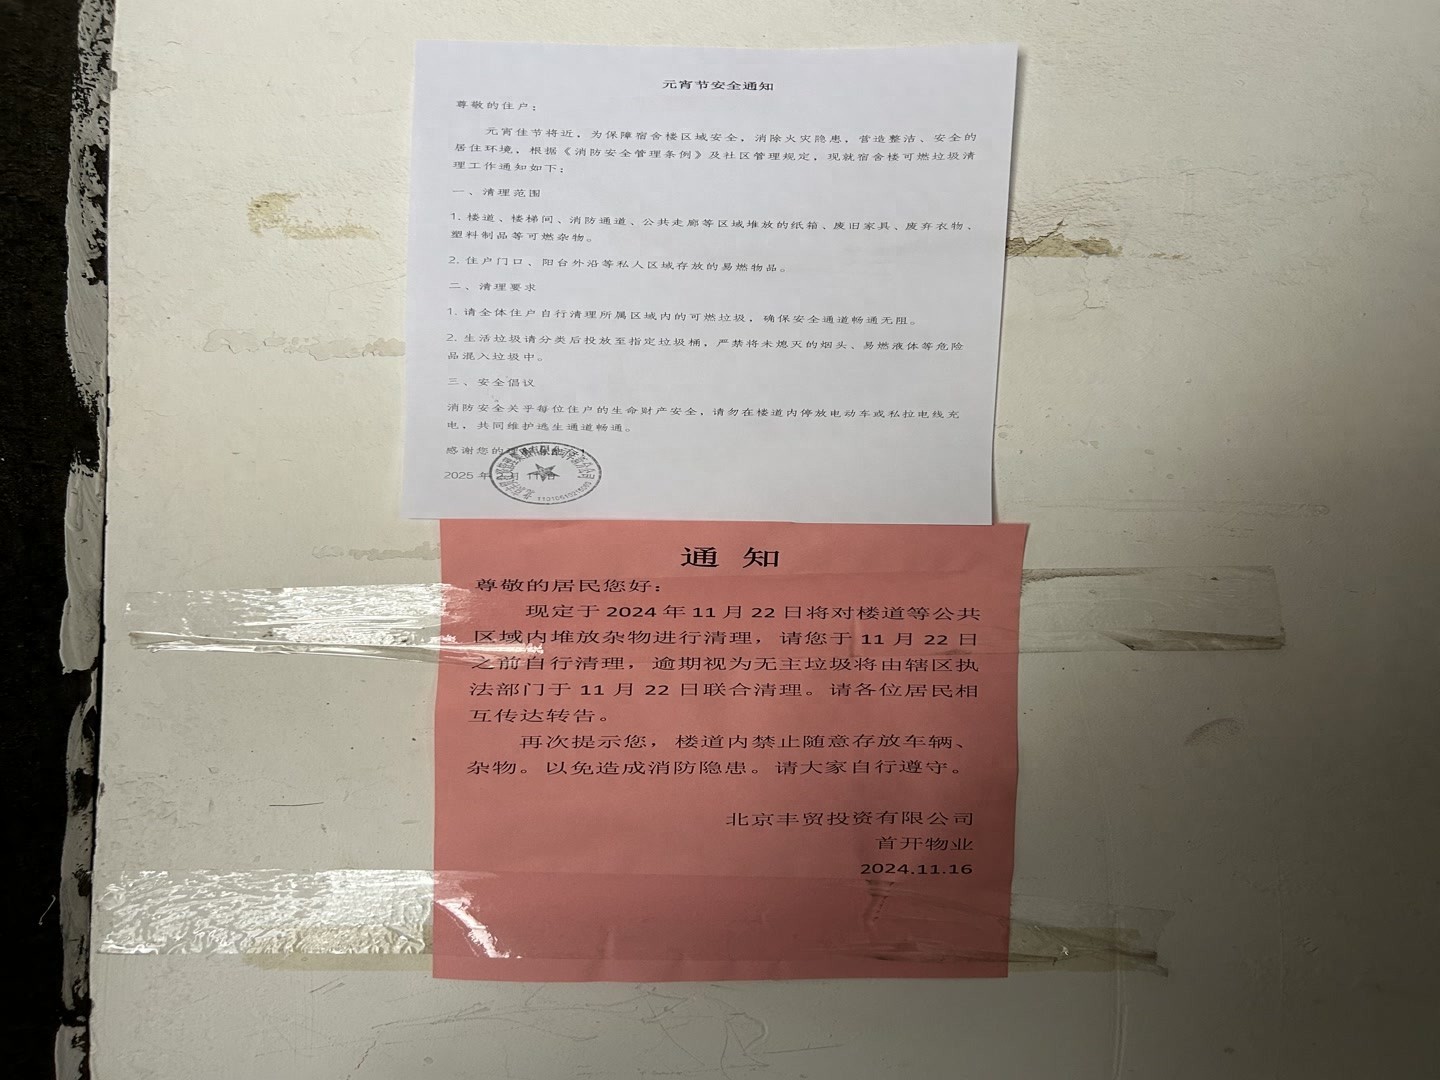 元宵节安全通知
尊敬的住户：
元宵佳节将近，为保障宿舍楼区域安全，消除火灾隐患，营造整洁、安全的
居住环境，根据《消防安全管理条例》及社区管理规定，现就宿舍楼可燃垃圾清
理工作通知如下：
一、清理范围
1. 楼道、楼梯间、消防通道、公共走廊等区域堆放的纸箱、废旧家具、废弃衣物、
塑料制品等可燃杂物。
2. 住户门口、阳台外沿等私人区域存放的易燃物品。
二、清理要求
1. 请全体住户自行清理所属区域内的可燃垃圾，确保安全通道畅通无阻。
2. 生活垃圾请分类后投放至指定垃圾桶，严禁将未熄灭的烟头、易燃液体等危险
品混入垃圾中。
三、安全倡议
消防安全关乎每位住户的生命财产安全，请勿在楼道内停放电动车或私拉电线充
电，共同维护逃生通道畅通。
感谢您的
2025 年 月
通 知
尊敬的居民您好：
现定于 2024 年 11 月 22 日将对楼道等公共
区域内堆放杂物进行清理，请您于 11 月 22 日
之前自行清理，逾期视为无主垃圾将由辖区执
法部门于 11 月 22 日联合清理。请各位居民相
互传达转告。
再次提示您，楼道内禁止随意存放车辆、
杂物。以免造成消防隐患。请大家自行遵守。
北京丰贸投资有限公司
首开物业
2024.11.16